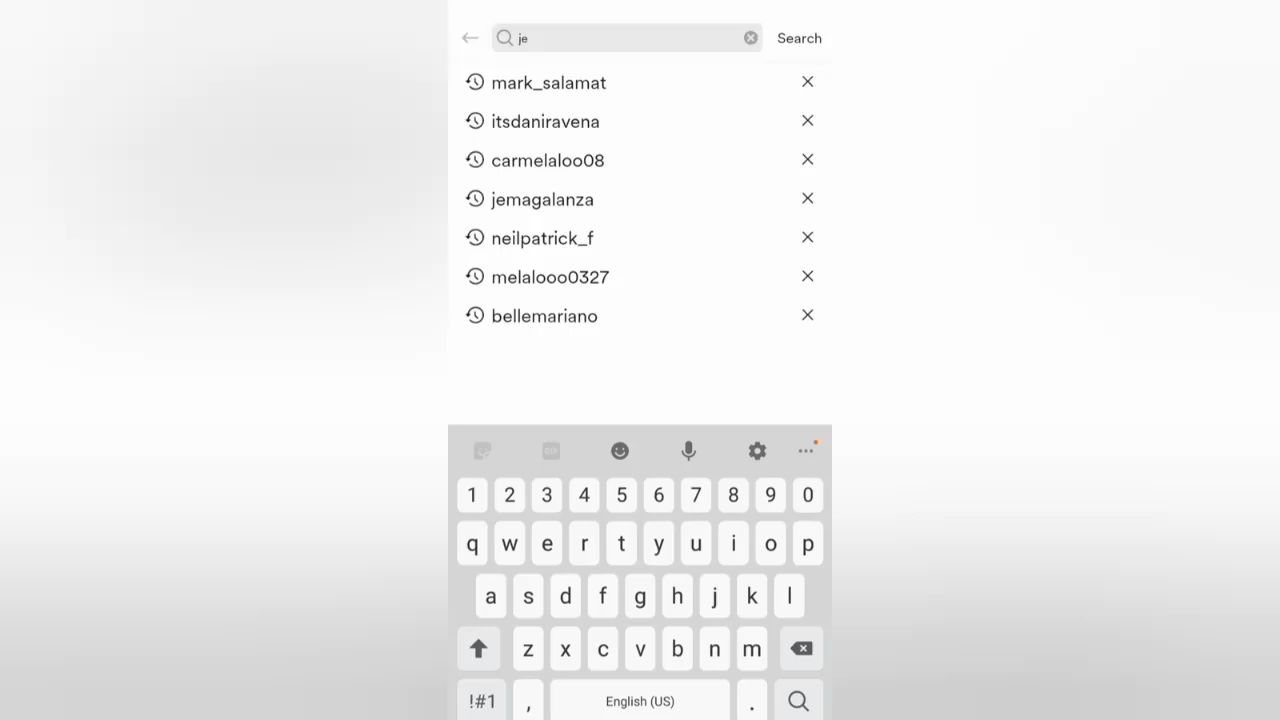 je Search
mark_salamat
itsdaniravena
carmelaloo08
jemagalanza
neilpatrick_f
melalooo0327
bellemariano
GIF
1 2 3 4 5 6 7 8 9 0
q w e r t y u i o p
a s d f g h j k l
z x c v b n m
!#1 , English (US) .